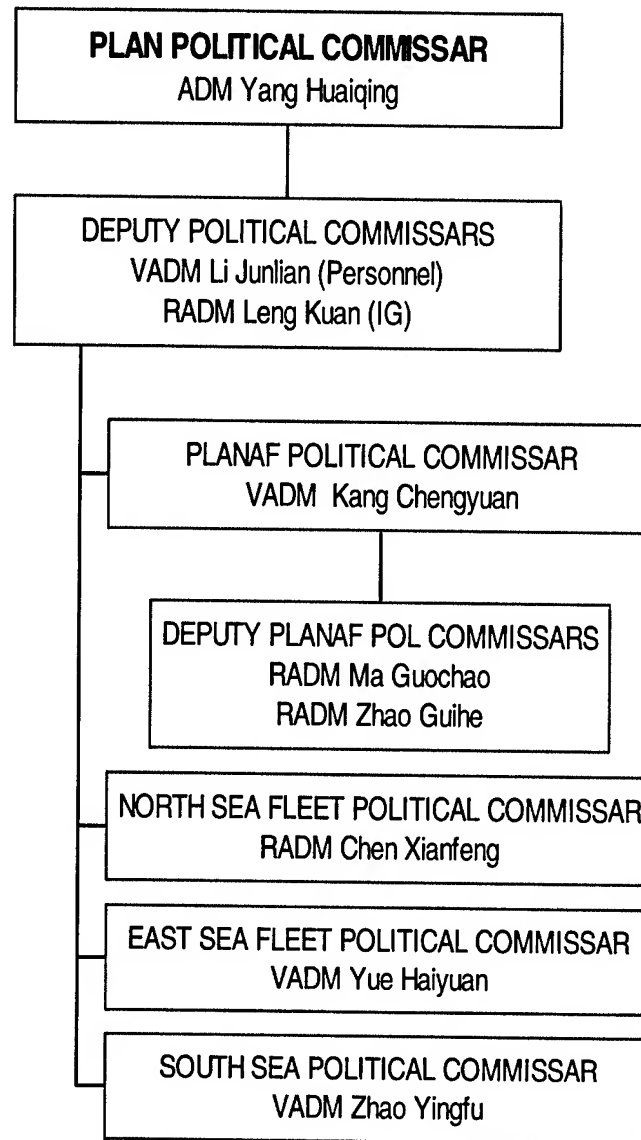 PLAN POLITICAL COMMISSAR
ADM Yang Huaiqing
DEPUTY POLITICAL COMMISSARS
VADM Li Junlian (Personnel)
RADM Leng Kuan (IG)
PLANAF POLITICAL COMMISSAR
VADM Kang Chengyuan
DEPUTY PLANAF POL COMMISSARS
RADM Ma Guochao
RADM Zhao Guihe
NORTH SEA FLEET POLITICAL COMMISSAR
RADM Chen Xianfeng
EAST SEA FLEET POLITICAL COMMISSAR
VADM Yue Haiyuan
SOUTH SEA POLITICAL COMMISSAR
VADM Zhao Yingfu